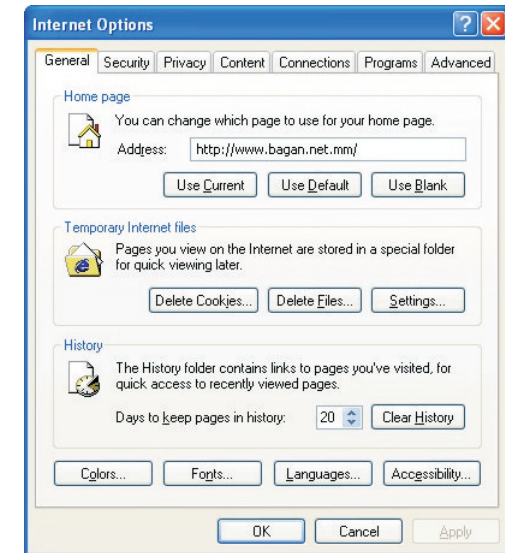 Internet Options
General Security Privacy Content Connections Programs Advanced
Home page
You can change which page to use for your home page.
Address: http://www.bagan.net.mm/
Use Current Use Default Use Blank
Temporary Internet files
Pages you view on the Internet are stored in a special folder
for quick viewing later.
Delete Cookies... Delete Files... Settings...
History
The History folder contains links to pages you've visited, for
quick access to recently viewed pages.
Days to keep pages in history: 20 Clear History
Colors... Fonts... Languages... Accessibility...
OK Cancel Apply